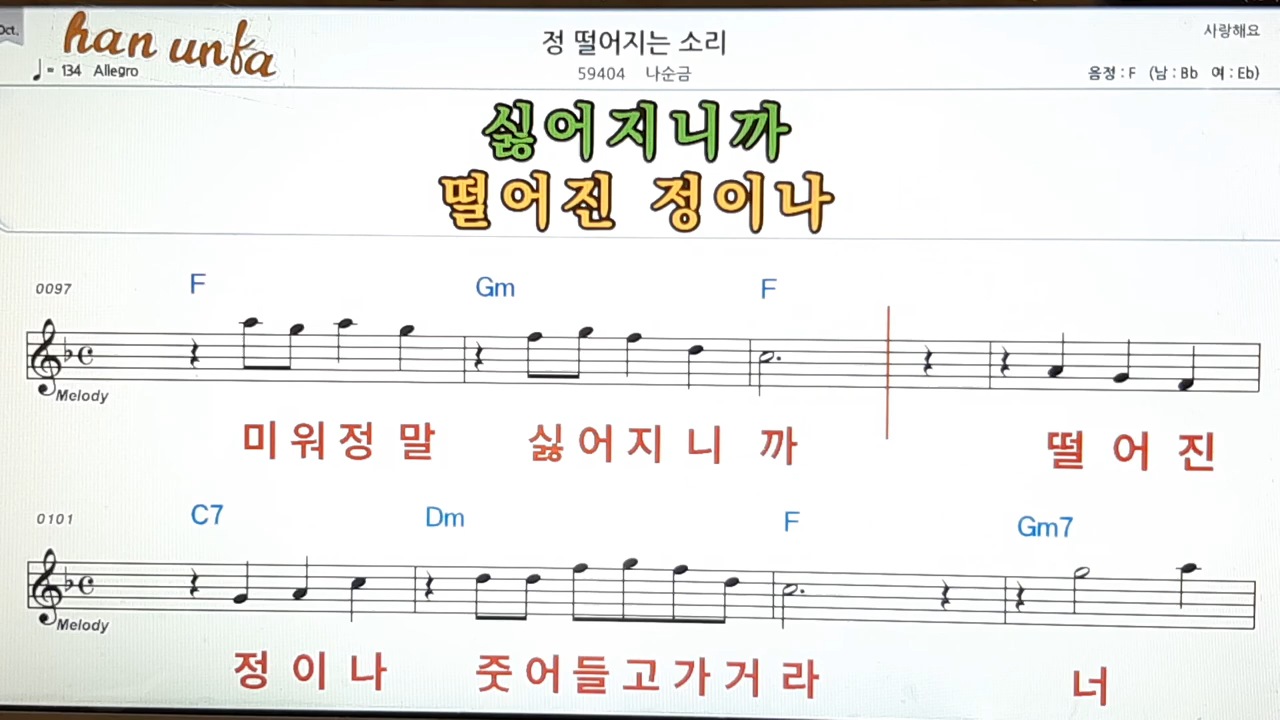 Oct.
han unfa
정 떨어지는 소리
사랑해요
♩= 134 Allegro
59404 나순금
음정 : F (남 : Bb 여 : Eb)
싫어지니까
떨어진 정이나
0097
F Gm F
Melody
미 워 정 말 싫 어 지 니 까 떨 어 진
0101
C7 Dm F Gm7
Melody
정 이 나 줏 어 들 고 가 거 라 너